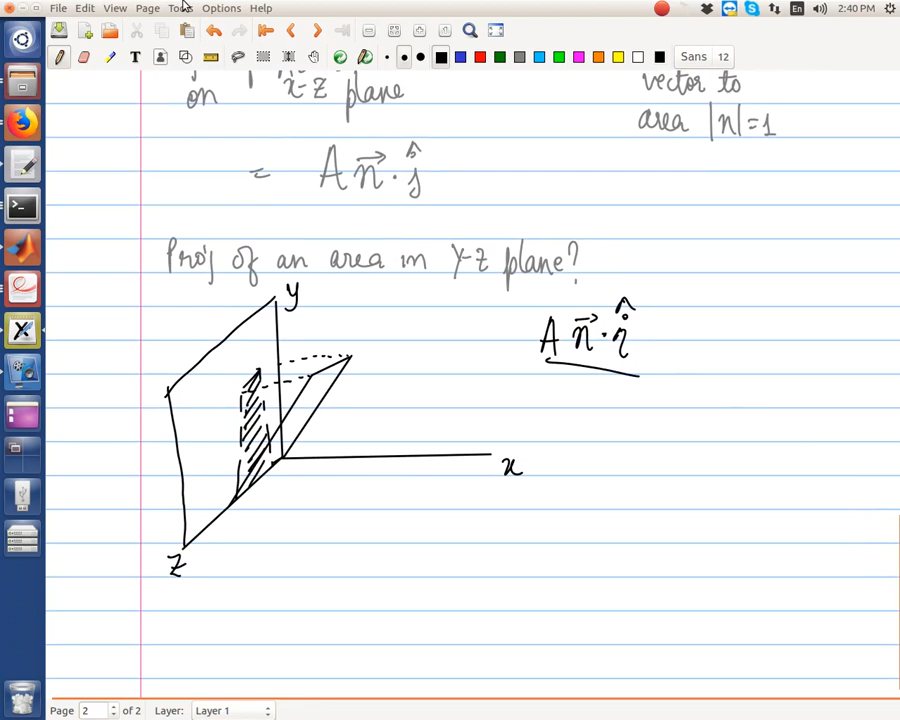 File Edit View Page Tools Options Help
En 2:40 PM
T Sans 12
on x-z plane
vector to
area |n|=1
= A n⃗ · ĵ
Proj of an area in Y-Z plane?
y
A n⃗ · î
x
z
Page 2 of 2 Layer: Layer 1